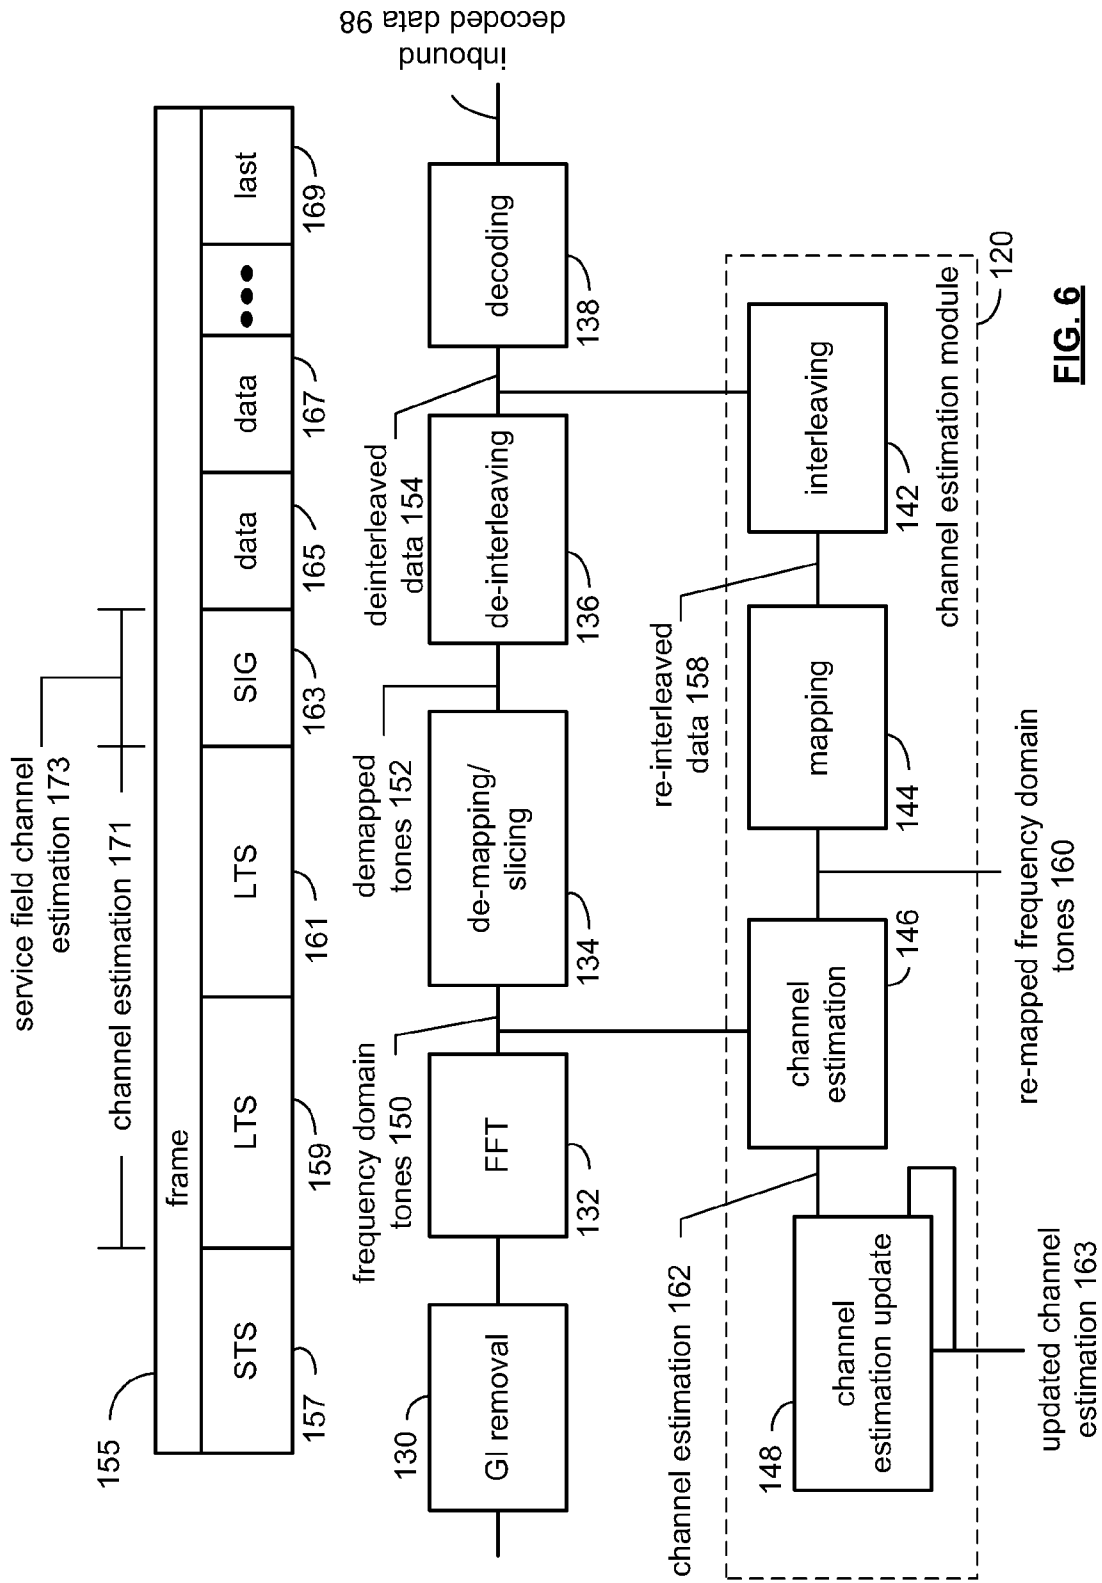 service field channel
estimation 173
channel estimation 171
155
frame
STS
LTS
LTS
SIG
data
data
●●●
last
157
159
161
163
165
167
169
frequency domain
tones 150
demapped
tones 152
deinterleaved
data 154
inbound
decoded data 98
GI removal
FFT
de-mapping/
slicing
de-interleaving
decoding
130
132
134
136
138
channel estimation 162
re-interleaved
data 158
channel
estimation update
channel
estimation
mapping
interleaving
148
146
144
142
channel estimation module
120
updated channel
estimation 163
re-mapped frequency domain
tones 160
FIG. 6